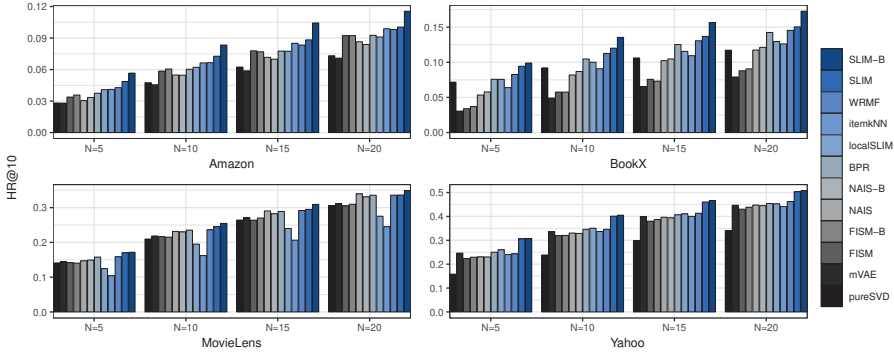 HR@10
0.12
0.09
0.06
0.03
0.00
N=5 N=10 N=15 N=20
Amazon
0.15
0.10
0.05
0.00
N=5 N=10 N=15 N=20
BookX
0.3
0.2
0.1
0.0
N=5 N=10 N=15 N=20
MovieLens
0.5
0.4
0.3
0.2
0.1
0.0
N=5 N=10 N=15 N=20
Yahoo
SLIM-B
SLIM
WRMF
itemkNN
localSLIM
BPR
NAIS-B
NAIS
FISM-B
FISM
mVAE
pureSVD